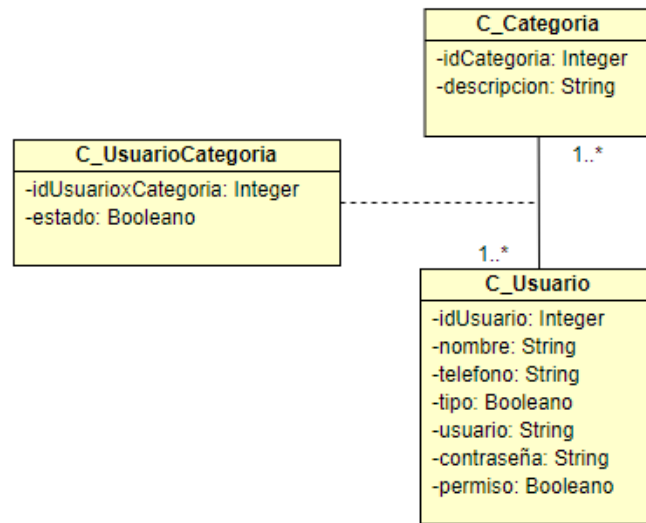 C_Categoria
-idCategoria: Integer
-descripcion: String
1..*
C_UsuarioCategoria
-idUsuarioxCategoria: Integer
-estado: Booleano
1..*
C_Usuario
-idUsuario: Integer
-nombre: String
-telefono: String
-tipo: Booleano
-usuario: String
-contraseña: String
-permiso: Booleano